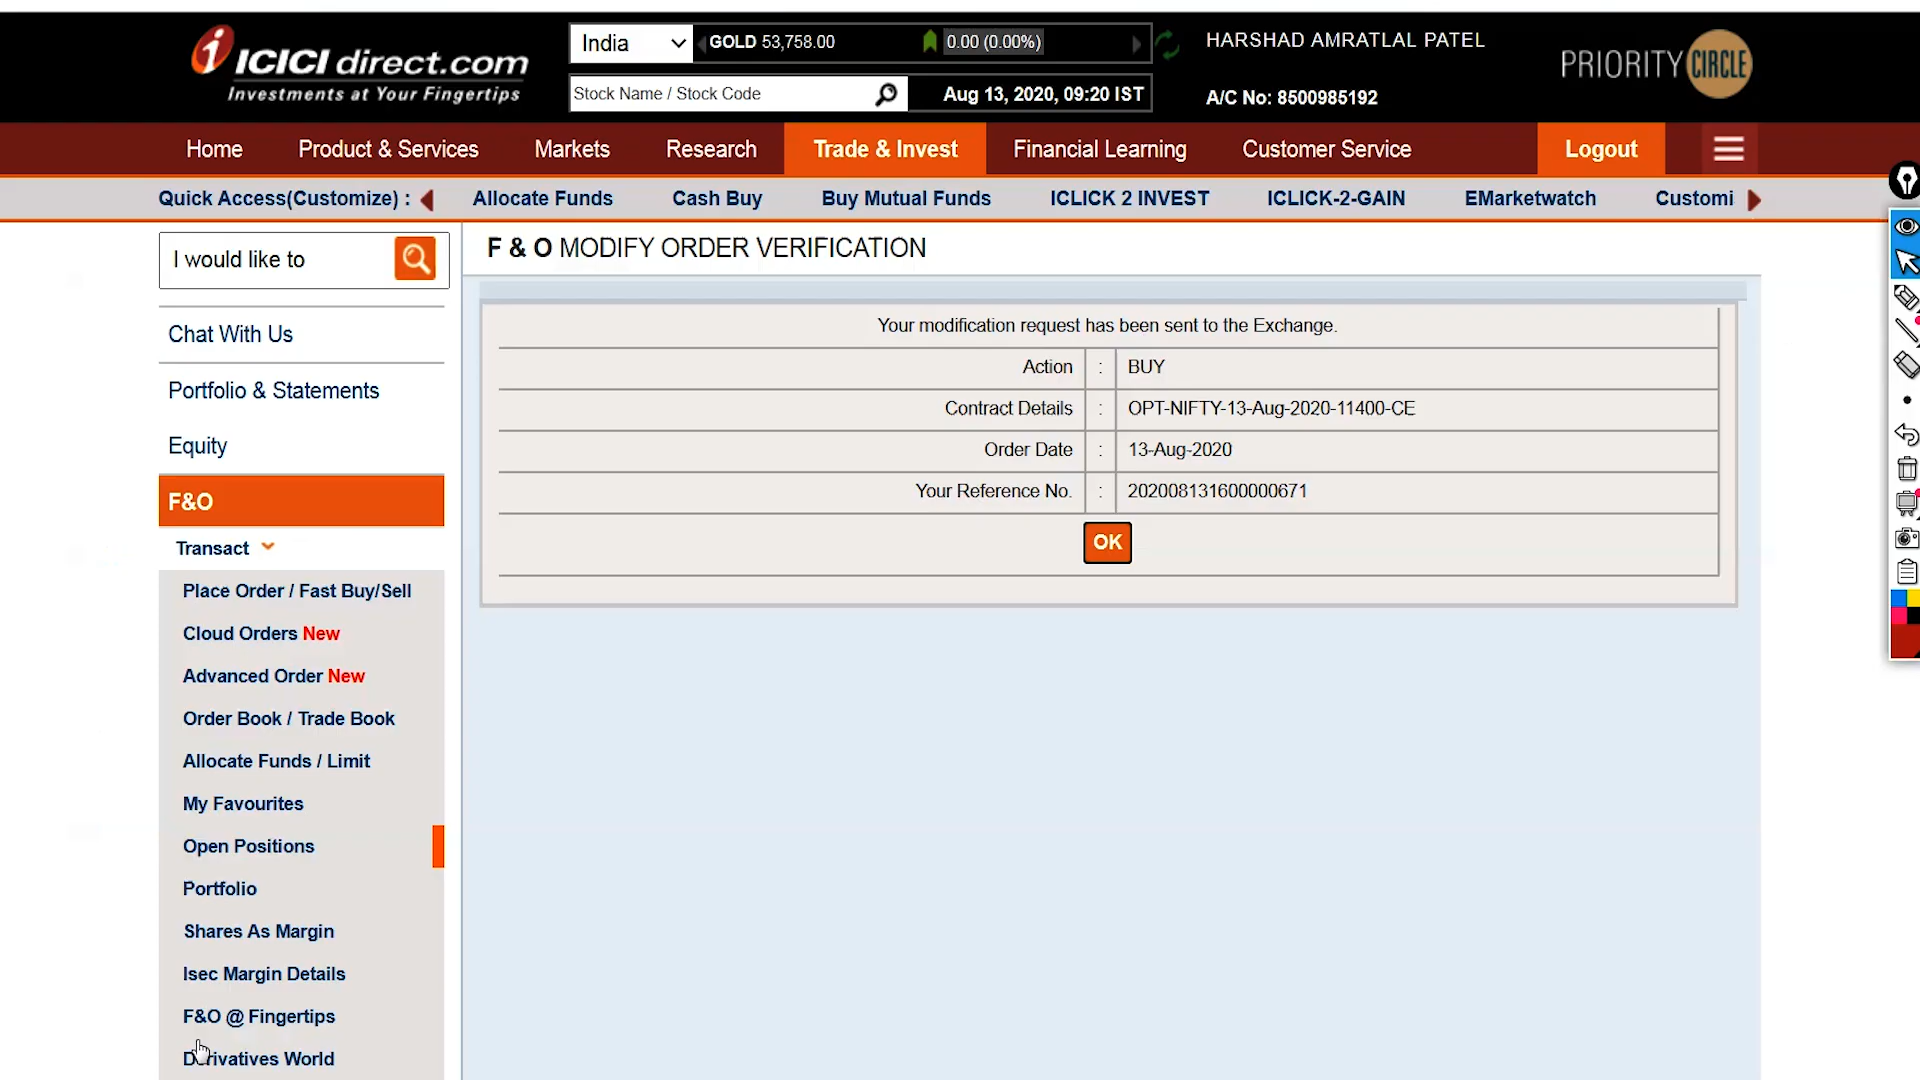 ICICI direct.com
Investments at Your Fingertips
India
GOLD 53,758.00 0.00 (0.00%)
Stock Name / Stock Code
Aug 13, 2020, 09:20 IST
HARSHAD AMRATLAL PATEL
A/C No: 8500985192
PRIORITY CIRCLE
Home Product & Services Markets Research Trade & Invest Financial Learning Customer Service Logout
Quick Access(Customize) : Allocate Funds Cash Buy Buy Mutual Funds ICLICK 2 INVEST ICLICK-2-GAIN EMarketwatch Customi
I would like to
Chat With Us
Portfolio & Statements
Equity
F&O
Transact
Place Order / Fast Buy/Sell
Cloud Orders New
Advanced Order New
Order Book / Trade Book
Allocate Funds / Limit
My Favourites
Open Positions
Portfolio
Shares As Margin
Isec Margin Details
F&O @ Fingertips
Derivatives World
F & O MODIFY ORDER VERIFICATION
Your modification request has been sent to the Exchange.
Action : BUY
Contract Details : OPT-NIFTY-13-Aug-2020-11400-CE
Order Date : 13-Aug-2020
Your Reference No. : 202008131600000671
OK